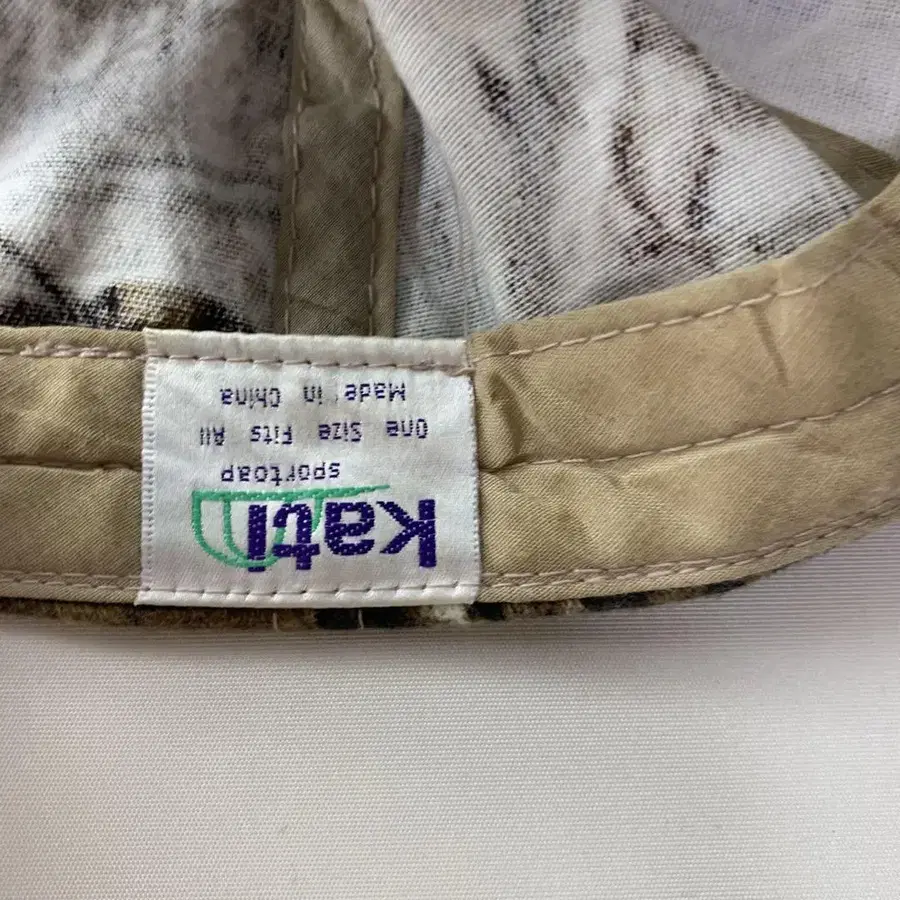 kati
sportcap
One Size Fits All
Made in China